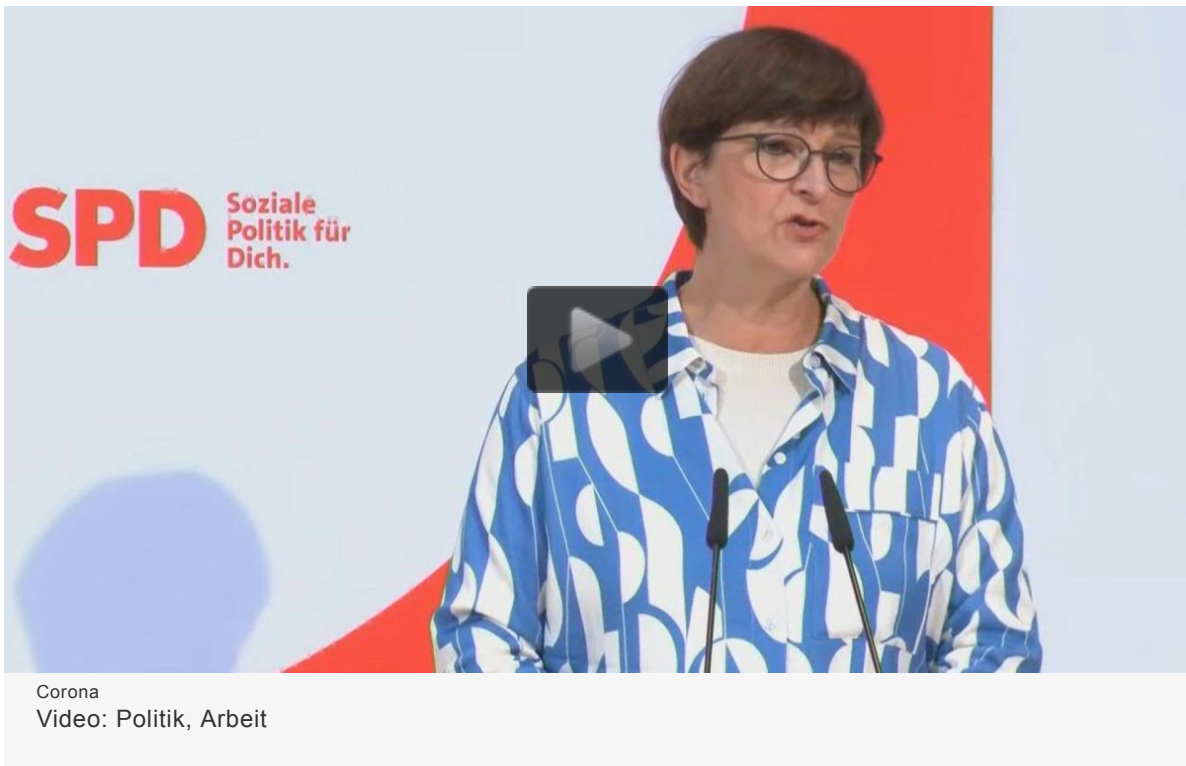 SPD
Soziale
Politik für
Dich.
Corona
Video: Politik, Arbeit